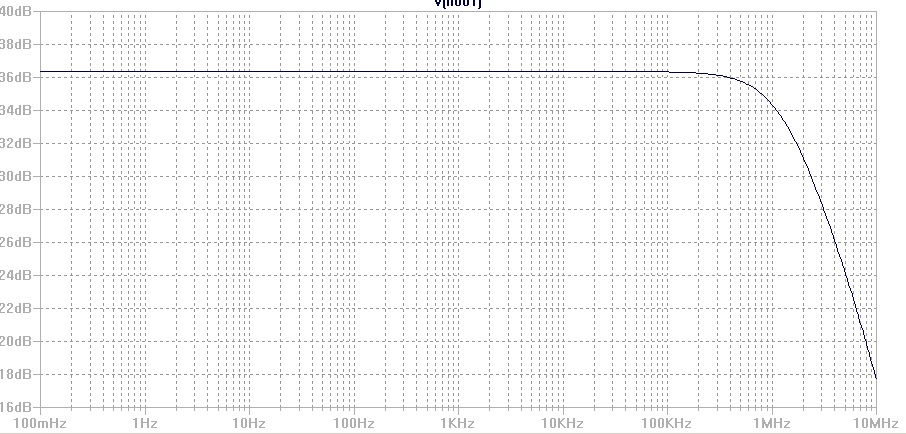 V(n001)
40dB
38dB
36dB
34dB
32dB
30dB
28dB
26dB
24dB
22dB
20dB
18dB
16dB
100mHz 1Hz 10Hz 100Hz 1KHz 10KHz 100KHz 1MHz 10MHz